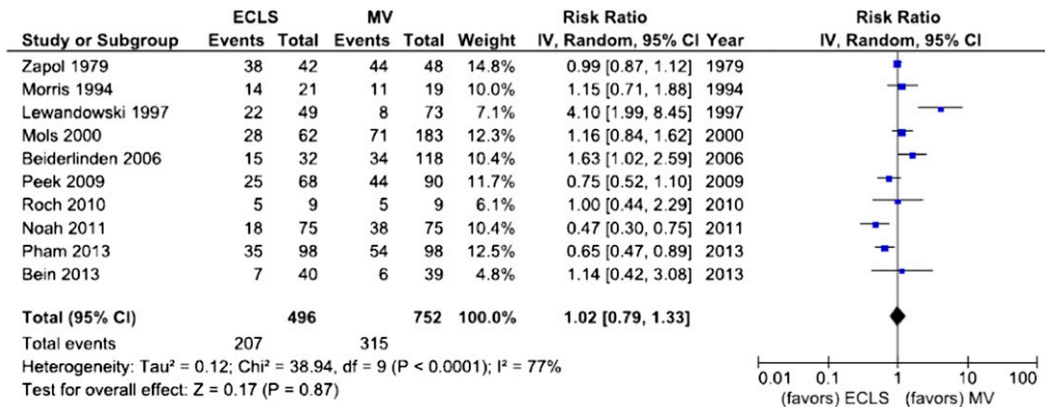 ECLS MV Risk Ratio Risk Ratio
Study or Subgroup Events Total Events Total Weight IV, Random, 95% CI Year IV, Random, 95% CI
Zapol 1979 38 42 44 48 14.8% 0.99 [0.87, 1.12] 1979
Morris 1994 14 21 11 19 10.0% 1.15 [0.71, 1.88] 1994
Lewandowski 1997 22 49 8 73 7.1% 4.10 [1.99, 8.45] 1997
Mols 2000 28 62 71 183 12.3% 1.16 [0.84, 1.62] 2000
Beiderlinden 2006 15 32 34 118 10.4% 1.63 [1.02, 2.59] 2006
Peek 2009 25 68 44 90 11.7% 0.75 [0.52, 1.10] 2009
Roch 2010 5 9 5 9 6.1% 1.00 [0.44, 2.29] 2010
Noah 2011 18 75 38 75 10.4% 0.47 [0.30, 0.75] 2011
Pham 2013 35 98 54 98 12.5% 0.65 [0.47, 0.89] 2013
Bein 2013 7 40 6 39 4.8% 1.14 [0.42, 3.08] 2013
Total (95% CI) 496 752 100.0% 1.02 [0.79, 1.33]
Total events 207 315
Heterogeneity: Tau² = 0.12; Chi² = 38.94, df = 9 (P < 0.0001); I² = 77%
Test for overall effect: Z = 0.17 (P = 0.87)
0.01 0.1 1 10 100
(favors) ECLS (favors) MV